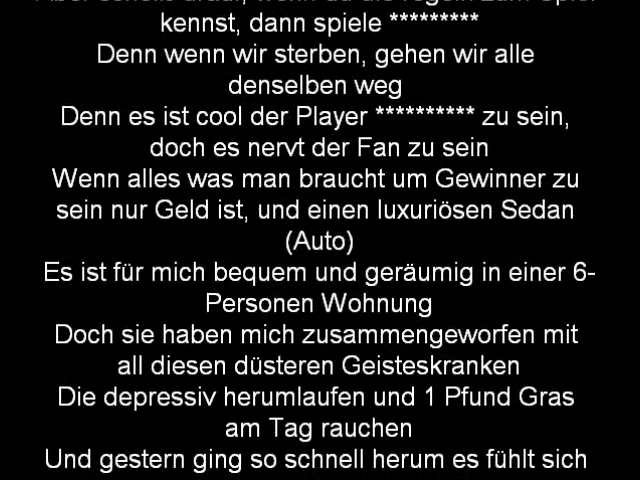 kennst, dann spiele *********
Denn wenn wir sterben, gehen wir alle
denselben weg
Denn es ist cool der Player ********** zu sein,
doch es nervt der Fan zu sein
Wenn alles was man braucht um Gewinner zu
sein nur Geld ist, und einen luxuriösen Sedan
(Auto)
Es ist für mich bequem und geräumig in einer 6-
Personen Wohnung
Doch sie haben mich zusammengeworfen mit
all diesen düsteren Geisteskranken
Die depressiv herumlaufen und 1 Pfund Gras
am Tag rauchen
Und gestern ging so schnell herum es fühlt sich